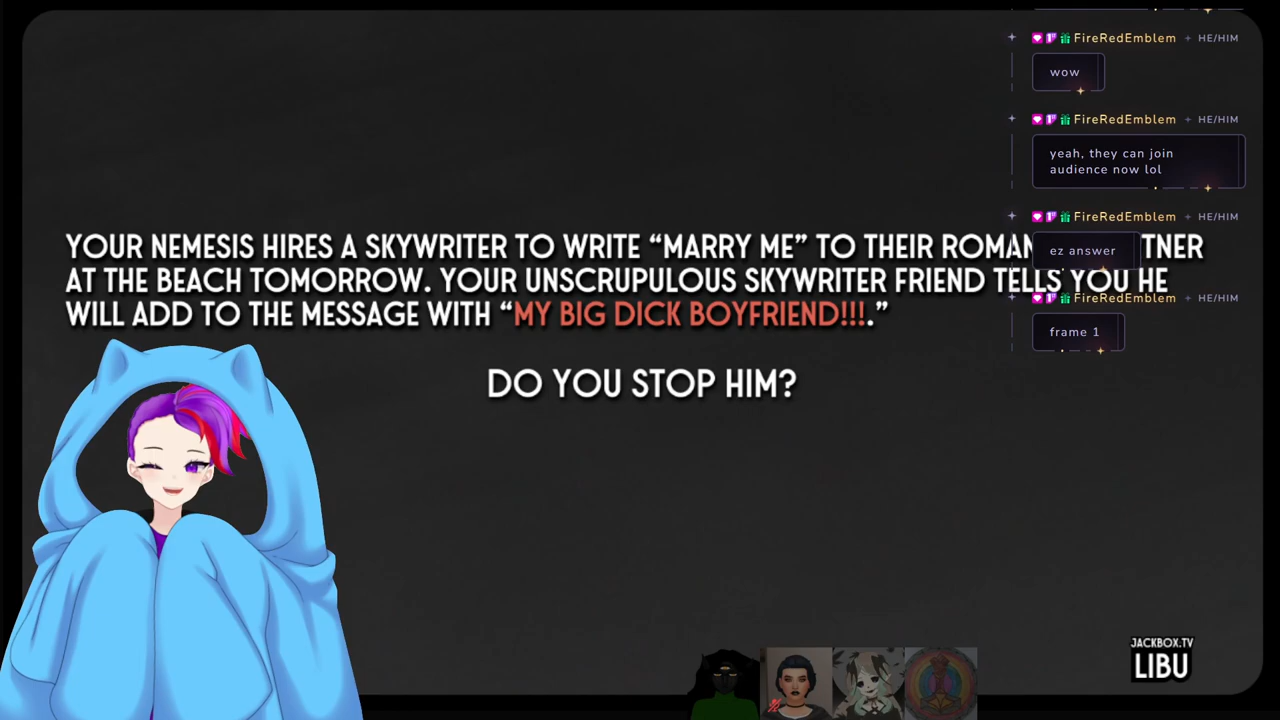 YOUR NEMESIS HIRES A SKYWRITER TO WRITE “MARRY ME” TO THEIR ROMAN TNER
AT THE BEACH TOMORROW. YOUR UNSCRUPULOUS SKYWRITER FRIEND TELLS YOU HE
WILL ADD TO THE MESSAGE WITH “MY BIG DICK BOYFRIEND!!!.”
DO YOU STOP HIM?
FireRedEmblem HE/HIM
wow
FireRedEmblem HE/HIM
yeah, they can join
audience now lol
FireRedEmblem HE/HIM
ez answer
FireRedEmblem HE/HIM
frame 1
JACKBOX.TV
LIBU